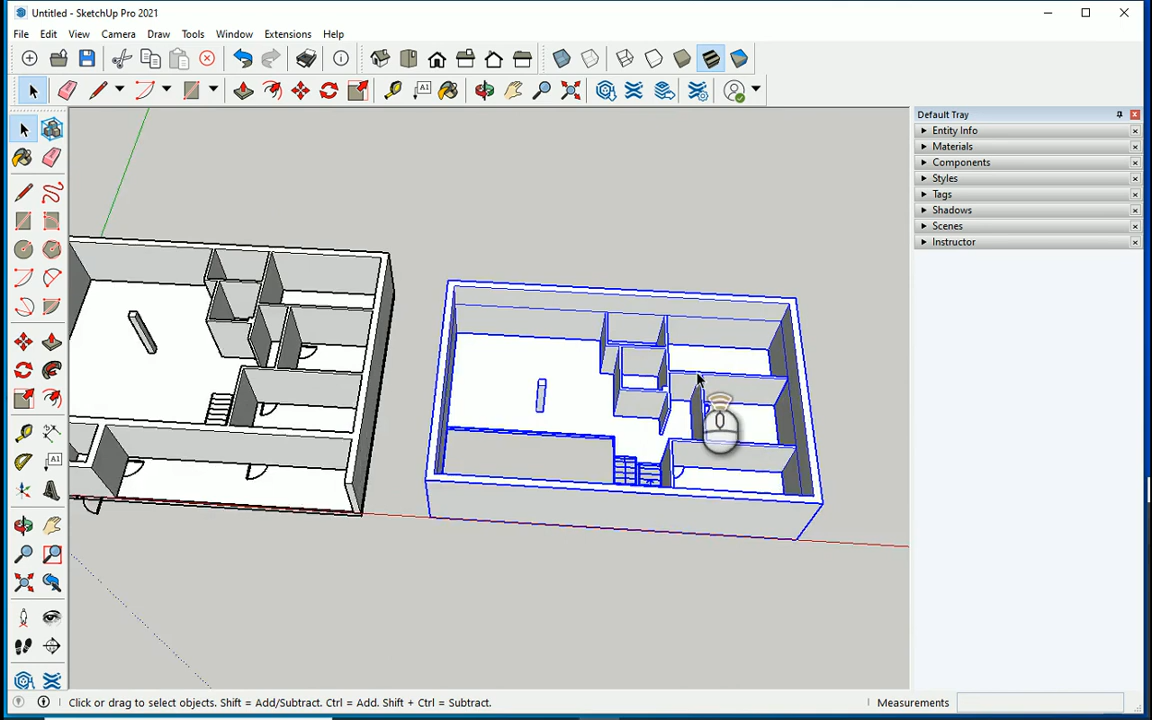 Untitled - SketchUp Pro 2021
File Edit View Camera Draw Tools Window Extensions Help
A1
Default Tray
Entity Info
Materials
Components
Styles
Tags
Shadows
Scenes
Instructor
A1
Click or drag to select objects. Shift = Add/Subtract. Ctrl = Add. Shift + Ctrl = Subtract.
Measurements